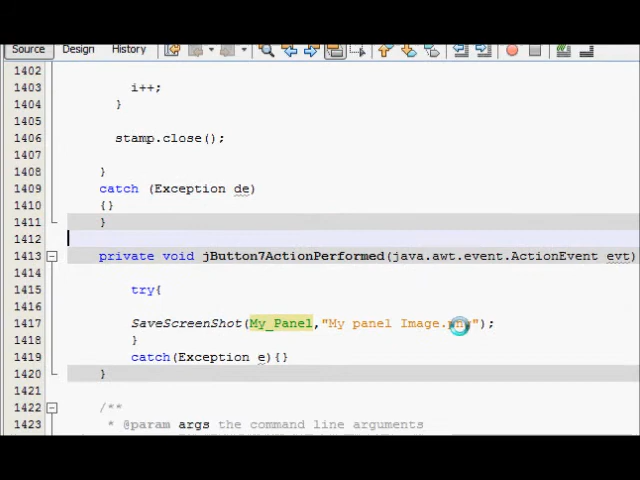 Source Design History
1402
1403 i++;
1404 }
1405
1406 stamp.close();
1407
1408 }
1409 catch (Exception de)
1410 {}
1411 }
1412
1413 private void jButton7ActionPerformed(java.awt.event.ActionEvent evt)
1414
1415 try{
1416
1417 SaveScreenShot(My_Panel,"My panel Image.
1418 }
1419 catch(Exception e){}
1420 }
1421
1422 /**
1423 * @param args the command line arguments